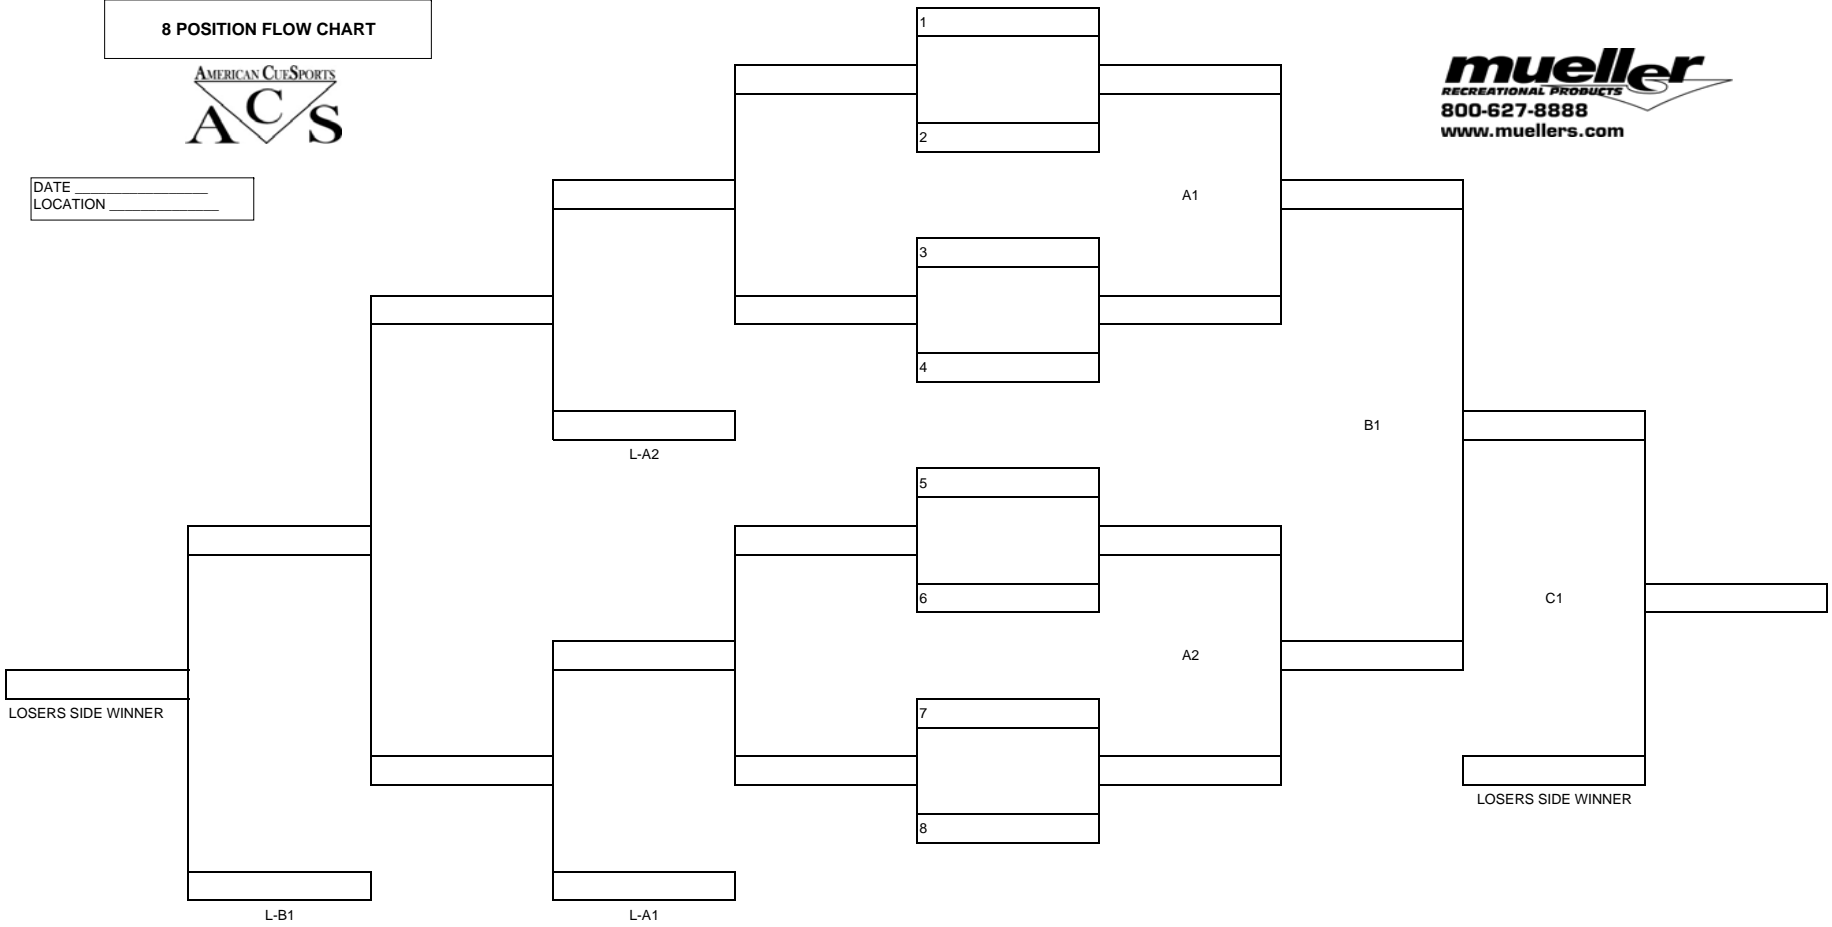 8 POSITION FLOW CHART
AMERICAN CUESPORTS
ACS
mueller
RECREATIONAL PRODUCTS
800-627-8888
www.muellers.com
DATE _________________
LOCATION ______________
1
2
A1
3
4
B1
L-A2
5
6
C1
A2
LOSERS SIDE WINNER
7
LOSERS SIDE WINNER
8
L-B1
L-A1